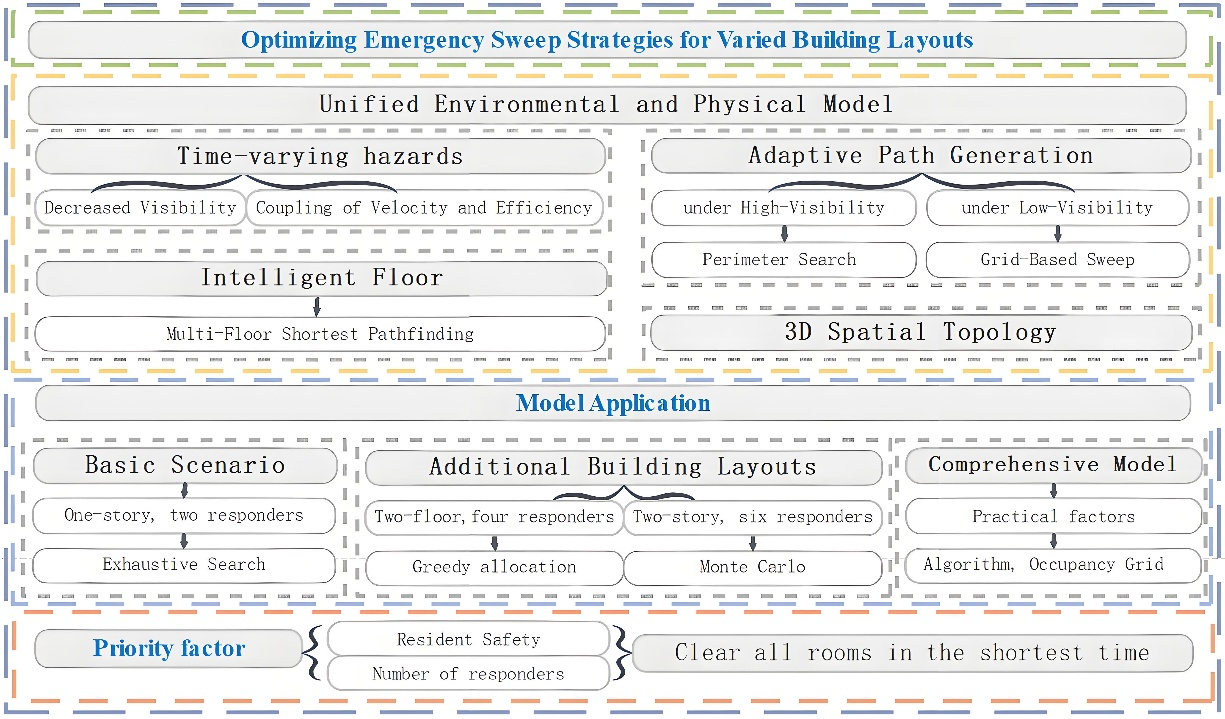 Optimizing Emergency Sweep Strategies for Varied Building Layouts
Unified Environmental and Physical Model
Time-varying hazards
Decreased Visibility
Coupling of Velocity and Efficiency
Adaptive Path Generation
under High-Visibility
under Low-Visibility
Perimeter Search
Grid-Based Sweep
Intelligent Floor
Multi-Floor Shortest Pathfinding
3D Spatial Topology
Model Application
Basic Scenario
One-story, two responders
Exhaustive Search
Additional Building Layouts
Two-floor, four responders
Two-story, six responders
Greedy allocation
Monte Carlo
Comprehensive Model
Practical factors
Algorithm, Occupancy Grid
Priority factor
Resident Safety
Number of responders
Clear all rooms in the shortest time